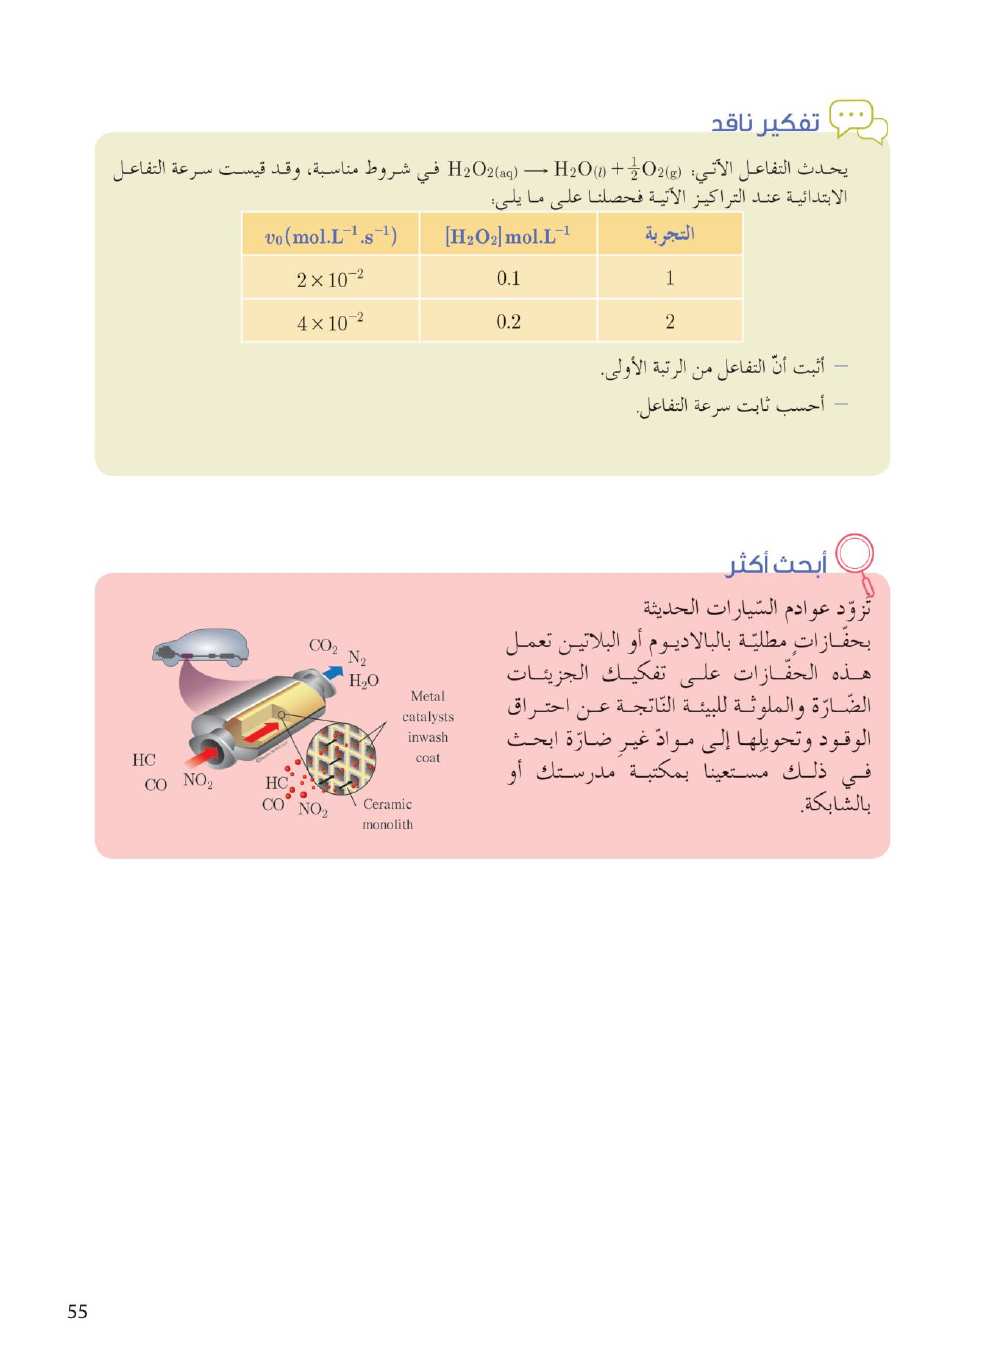 تفكير ناقد
يحدث التفاعل الآتي: H₂O₂(aq) ⟶ H₂O(l) + ½O₂(g) في شروط مناسبة، وقد قيست سرعة التفاعل
الابتدائية عند التراكيز الآتية فحصلنا على ما يلي:
التجربة [H₂O₂] mol.L⁻¹ v₀(mol.L⁻¹.s⁻¹)
1 0.1 2 × 10⁻²
2 0.2 4 × 10⁻²
– أثبت أنّ التفاعل من الرتبة الأولى.
– أحسب ثابت سرعة التفاعل.
أبحث أكثر
تُزوّد عوادم السّيارات الحديثة
بحفّازاتٍ مطليّة بالبالاديوم أو البلاتين تعمل
هذه الحفّازات على تفكيك الجزيئات
الضّارّة والملوثة للبيئة النّاتجة عن احتراق
الوقود وتحويلها إلى موادّ غيرِ ضارّة ابحث
في ذلك مستعينا بمكتبة مدرستك أو
بالشابكة.
CO₂
N₂
H₂O
Metal
catalysts
inwash
coat
HC
CO NO₂
HC
CO NO₂
Ceramic
monolith
55